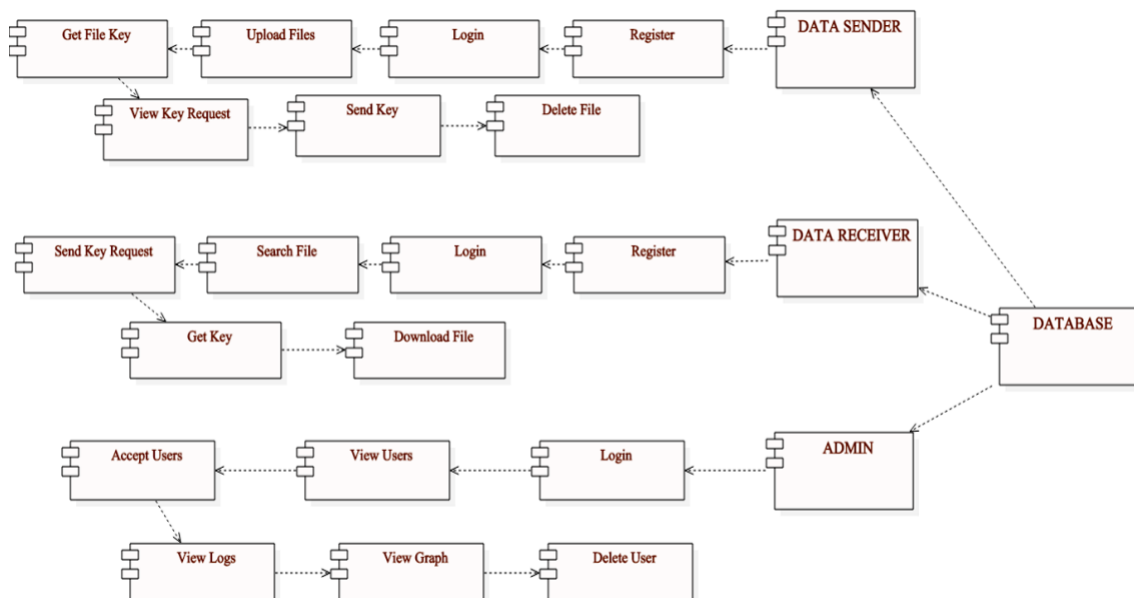 Get File Key
Upload Files
Login
Register
DATA SENDER
View Key Request
Send Key
Delete File
Send Key Request
Search File
Login
Register
DATA RECEIVER
Get Key
Download File
DATABASE
Accept Users
View Users
Login
ADMIN
View Logs
View Graph
Delete User